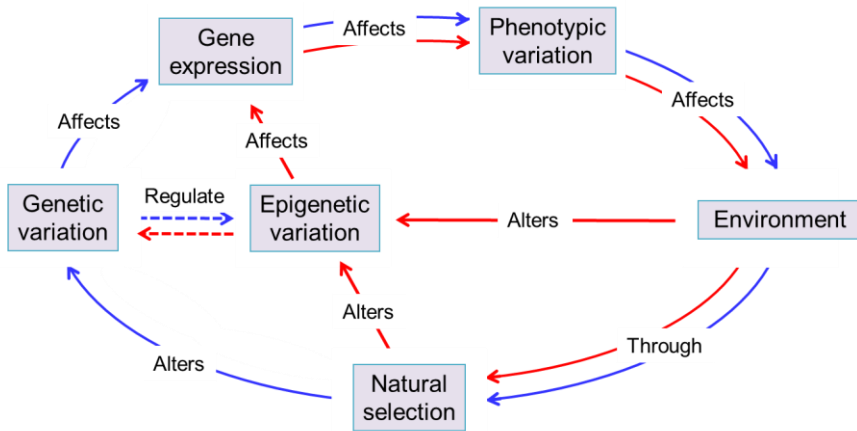 Gene
expression
Affects
Phenotypic
variation
Affects
Affects
Affects
Genetic
variation
Regulate
Epigenetic
variation
Alters
Environment
Alters
Through
Alters
Natural
selection